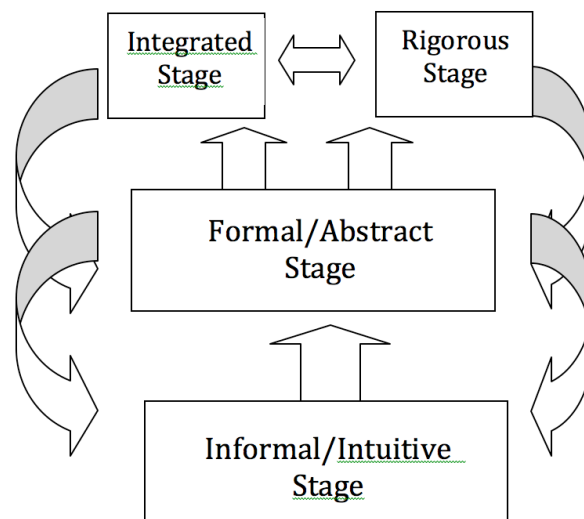 Integrated
Stage
Rigorous
Stage
Formal/Abstract
Stage
Informal/Intuitive
Stage